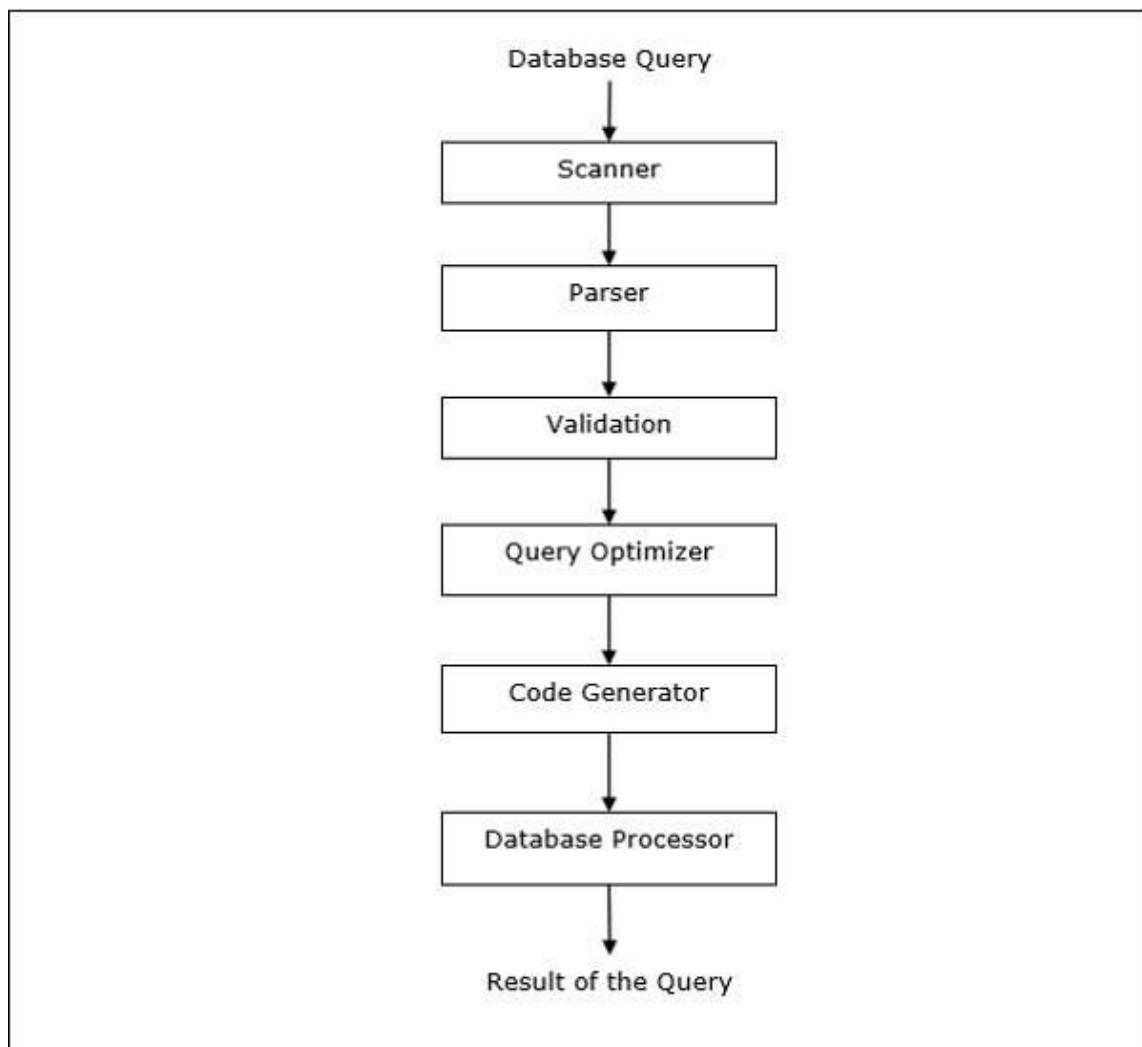 Database Query
Scanner
Parser
Validation
Query Optimizer
Code Generator
Database Processor
Result of the Query